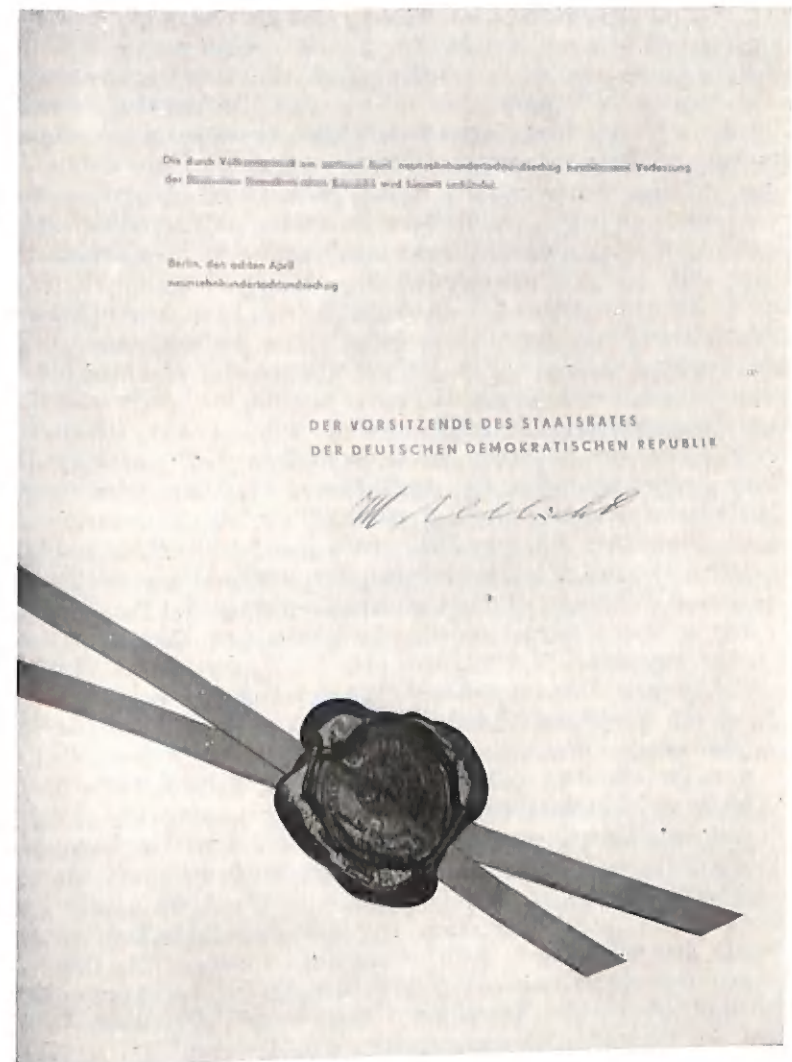 Die durch Volksentscheid am sechsten April neunzehnhundertachtundsechzig beschlossene Verfassung
der Deutschen Demokratischen Republik wird hiermit verkündet.
Berlin, den achten April
neunzehnhundertachtundsechzig
DER VORSITZENDE DES STAATSRATES
DER DEUTSCHEN DEMOKRATISCHEN REPUBLIK
W Ulbricht